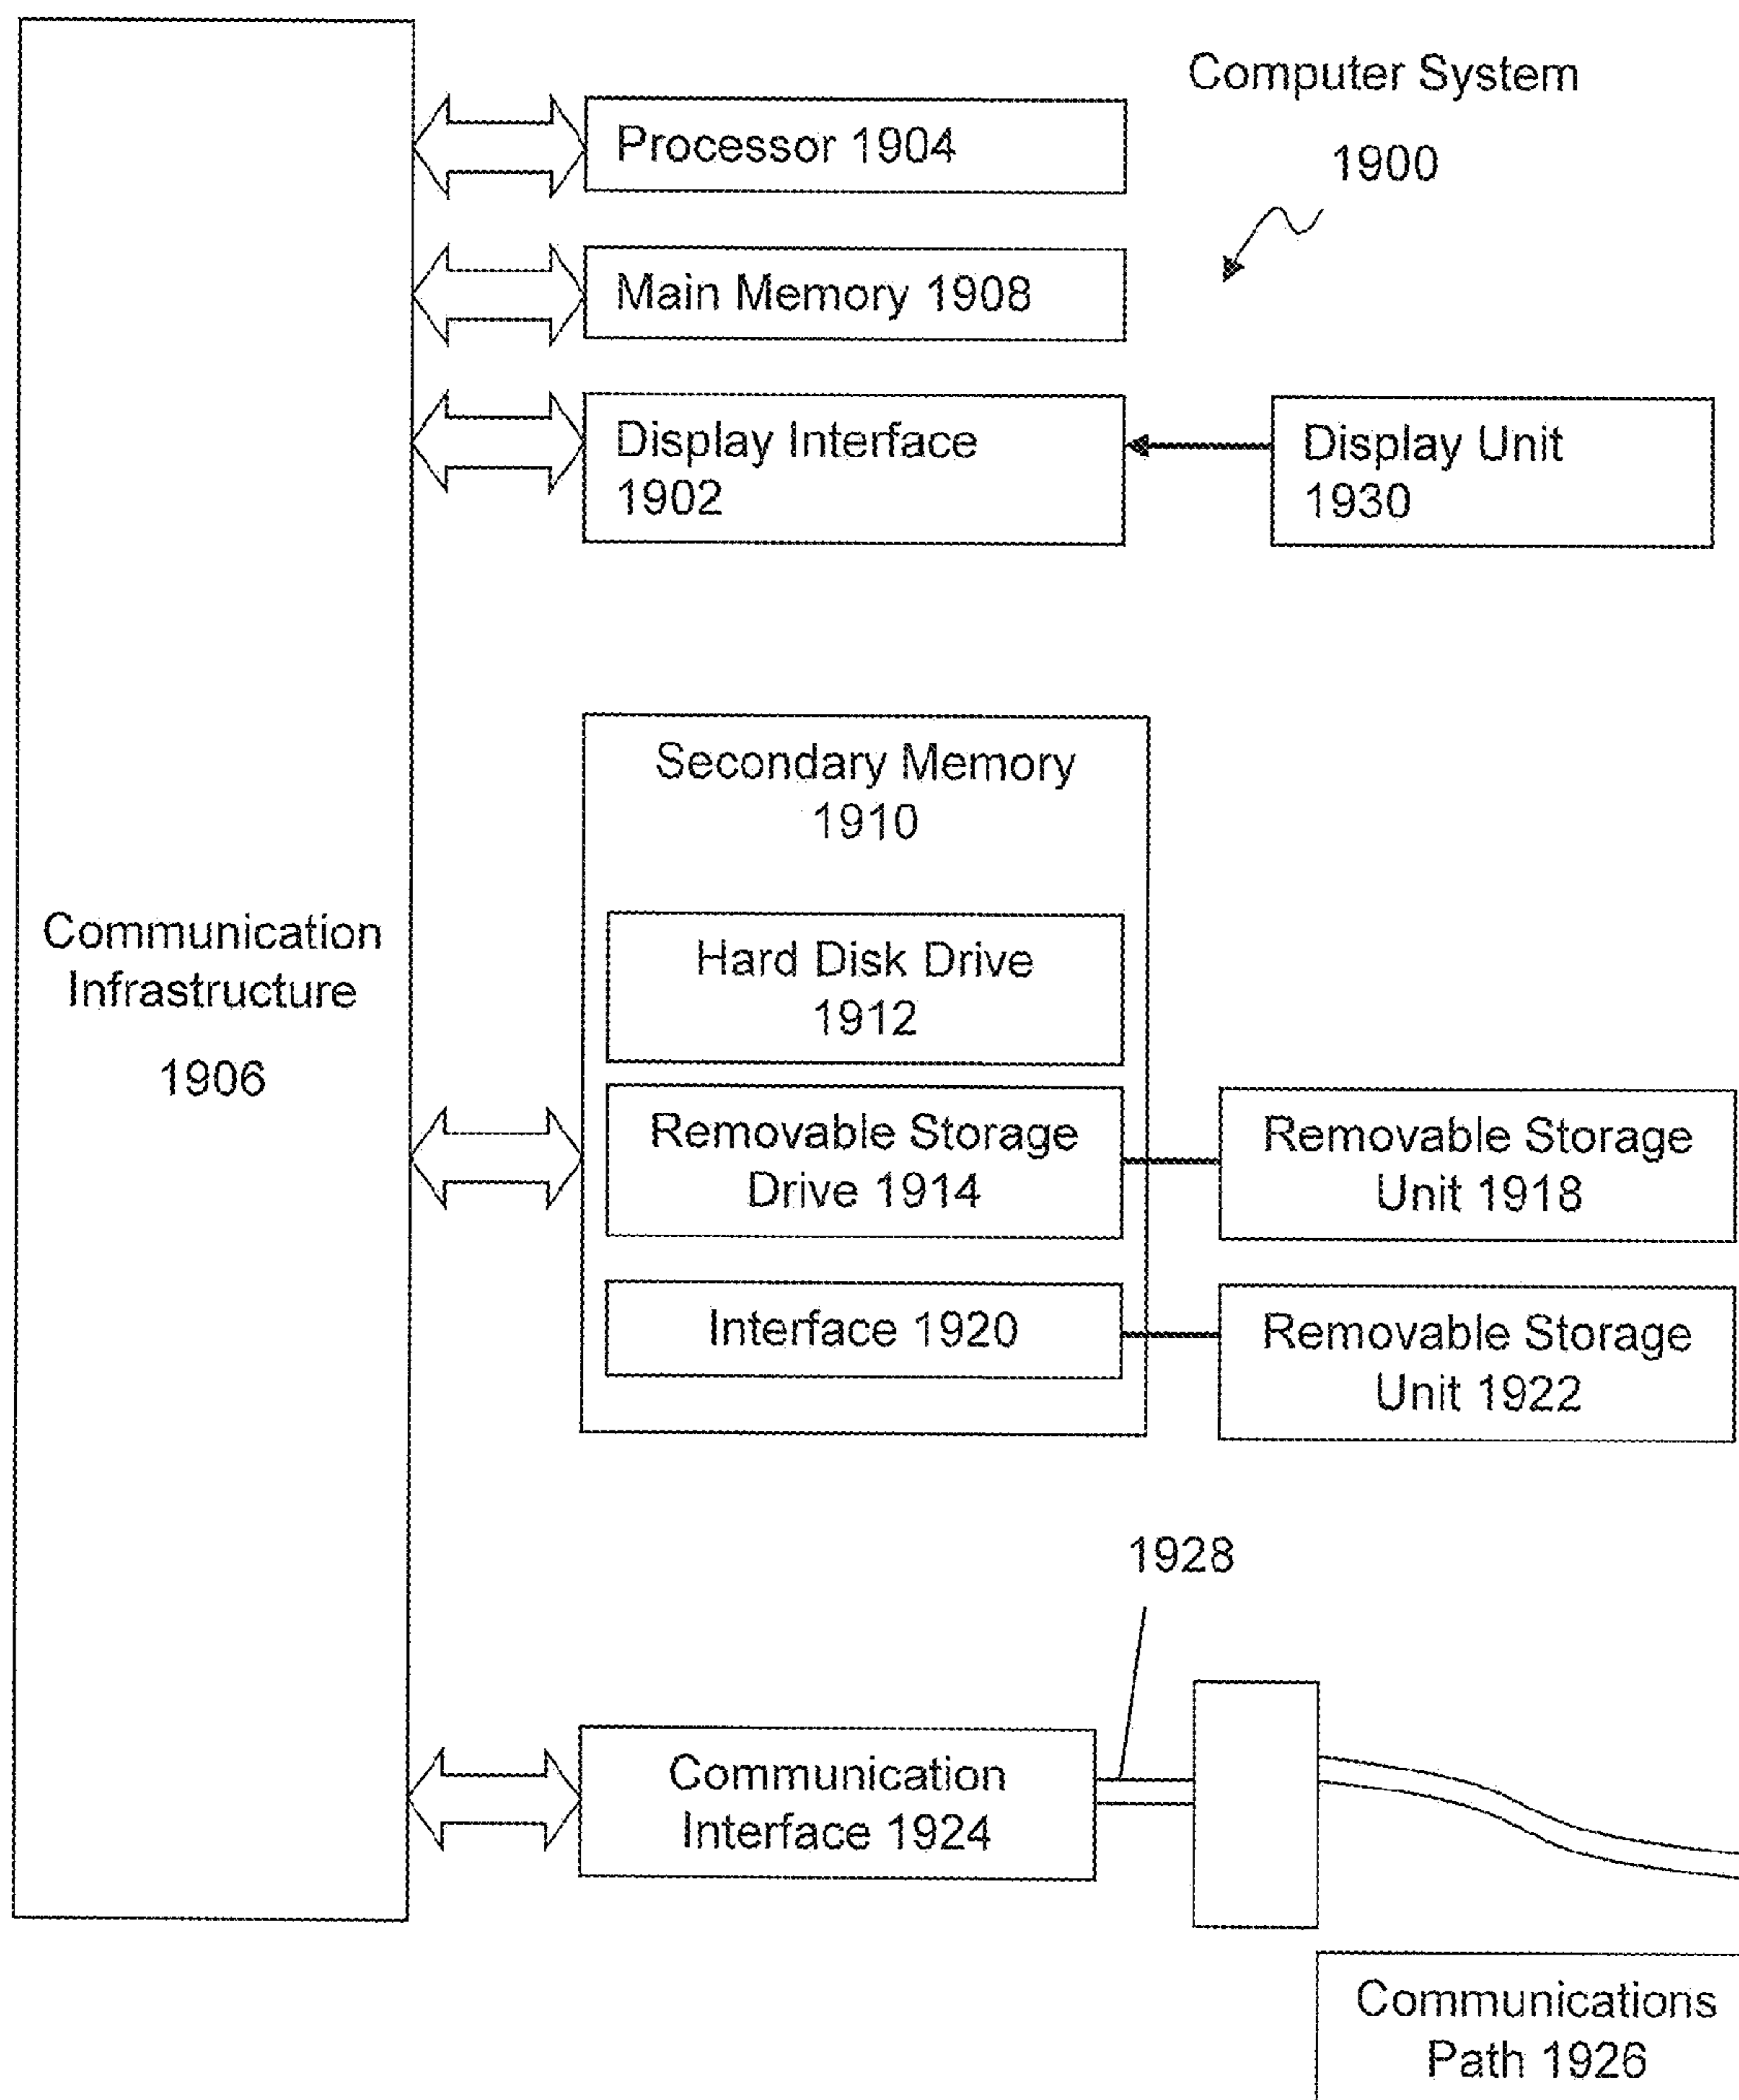 Computer System
1900
Processor 1904
Main Memory 1908
Display Interface
1902
Display Unit
1930
Communication
Infrastructure
1906
Secondary Memory
1910
Hard Disk Drive
1912
Removable Storage
Drive 1914
Removable Storage
Unit 1918
Interface 1920
Removable Storage
Unit 1922
1928
Communication
Interface 1924
Communications
Path 1926